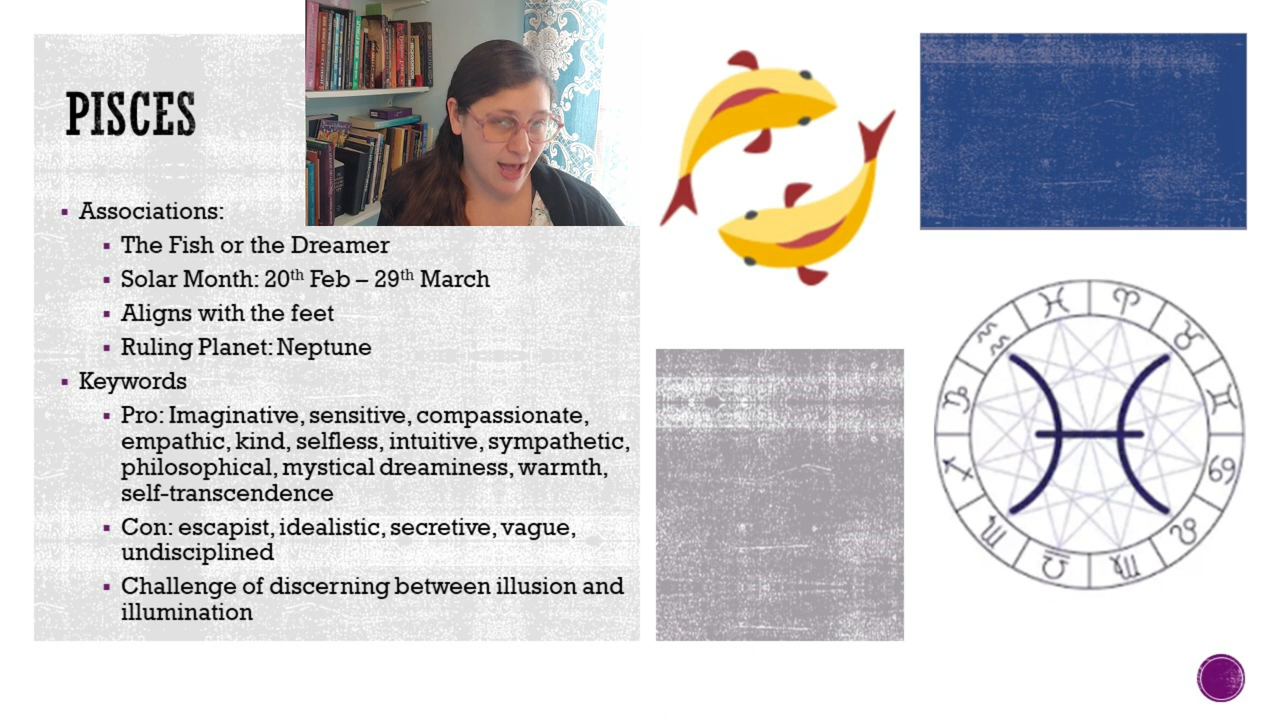 PISCES
▪ Associations:
▪ The Fish or the Dreamer
▪ Solar Month: 20th Feb – 29th March
▪ Aligns with the feet
▪ Ruling Planet: Neptune
▪ Keywords
▪ Pro: Imaginative, sensitive, compassionate,
empathic, kind, selfless, intuitive, sympathetic,
philosophical, mystical dreaminess, warmth,
self-transcendence
▪ Con: escapist, idealistic, secretive, vague,
undisciplined
▪ Challenge of discerning between illusion and
illumination